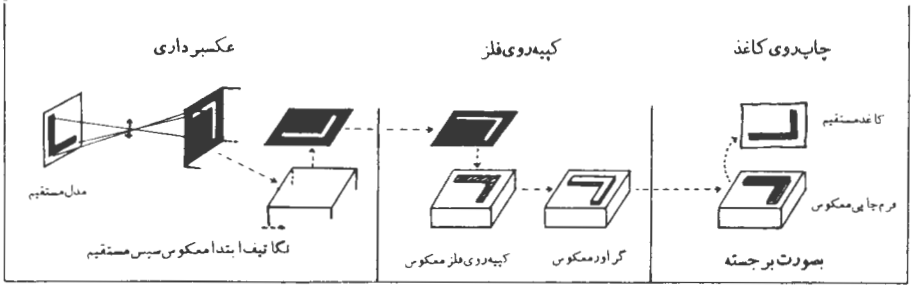 چاپ روی کاغذ
کپیه روی فلز
عکسبرداری
کاغذ مستقیم
مدل مستقیم
فرم چاپی معکوس
نگاتیف ابتدا معکوس سپس مستقیم
کپیه روی فلز معکوس
گراور معکوس
بصورت برجسته